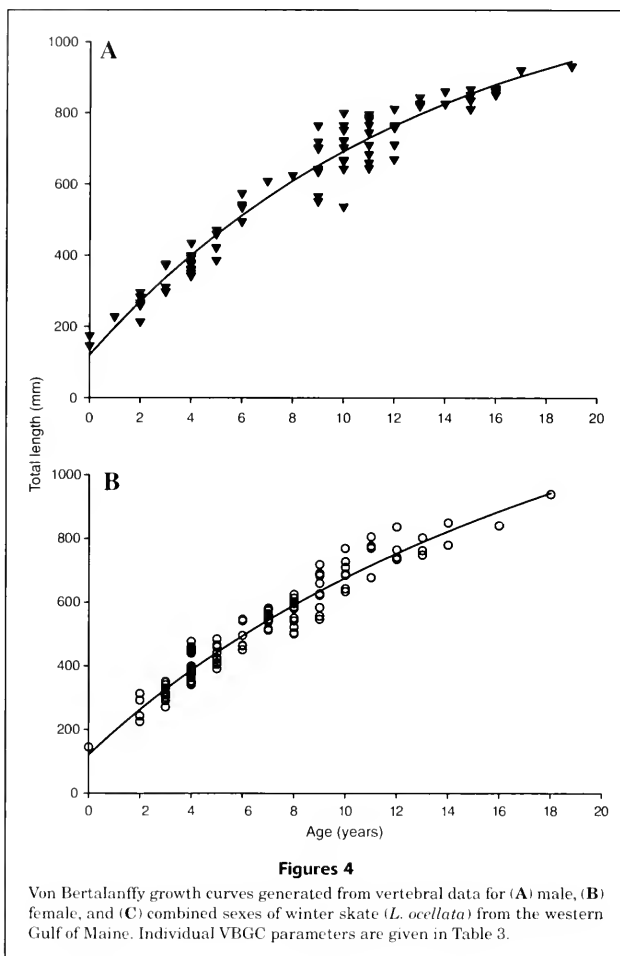 A
1000
800
600
400
200
0
0 2 4 6 8 10 12 14 16 18 20
Total length (mm)
B
1000
800
600
400
200
0
0 2 4 6 8 10 12 14 16 18 20
Age (years)
Figures 4
Von Bertalanffy growth curves generated from vertebral data for (A) male, (B)
female, and (C) combined sexes of winter skate (L. ocellata) from the western
Gulf of Maine. Individual VBGC parameters are given in Table 3.